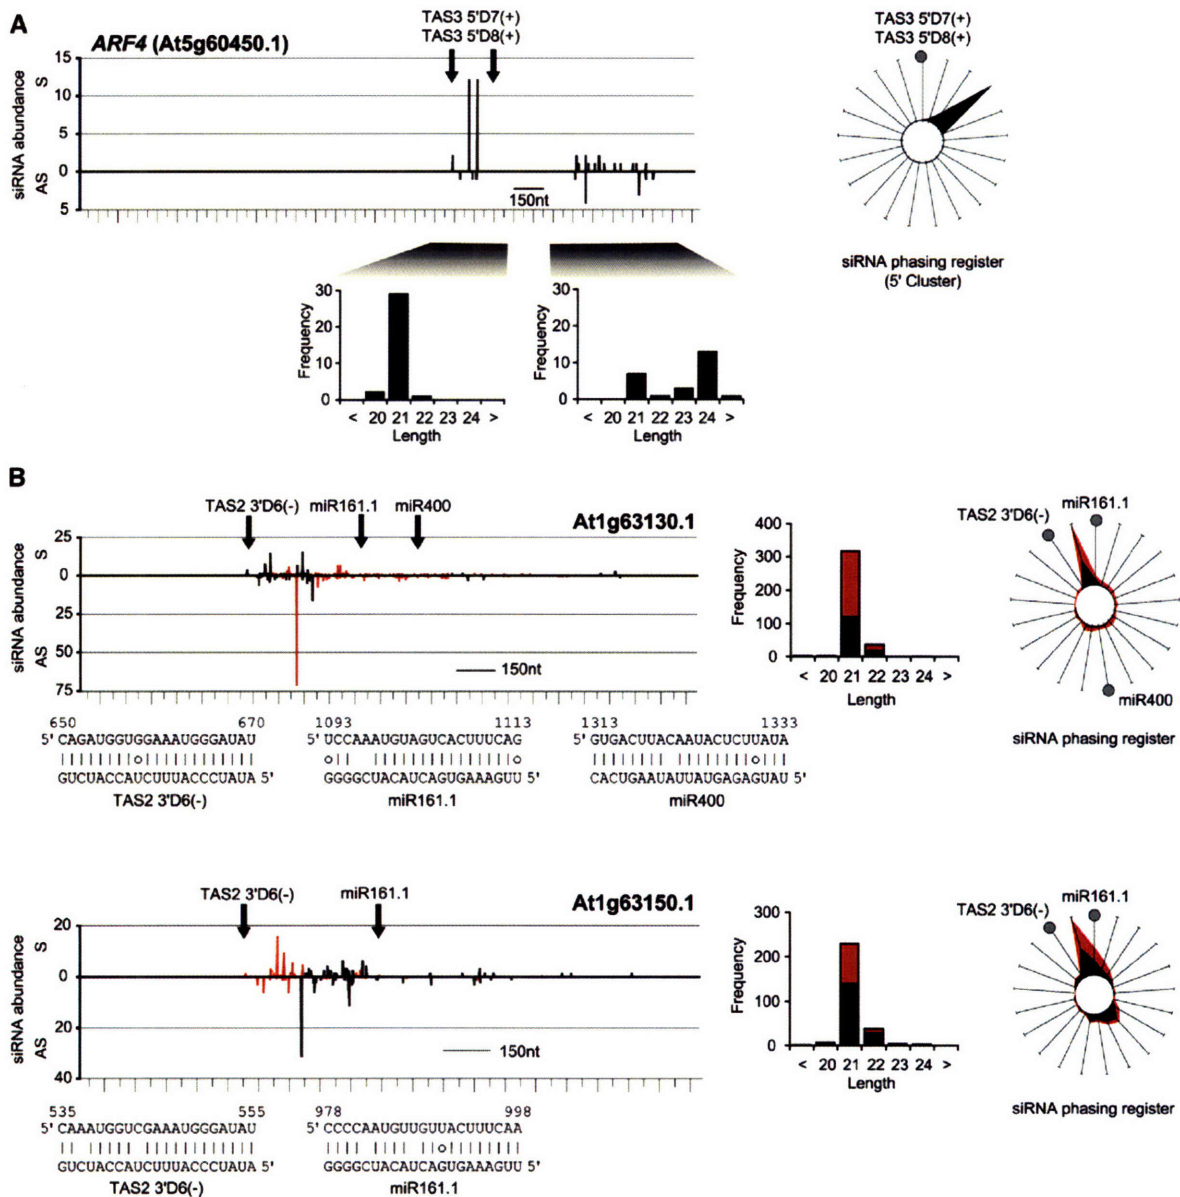 A
ARF4 (At5g60450.1)
TAS3 5'D7(+)
TAS3 5'D8(+)
siRNA abundance
AS S
15
10
5
0
5
150nt
TAS3 5'D7(+)
TAS3 5'D8(+)
siRNA phasing register
(5' Cluster)
Frequency
30
20
10
0
< 20 21 22 23 24 >
Length
Frequency
30
20
10
0
< 20 21 22 23 24 >
Length
B
TAS2 3'D6(-) miR161.1 miR400
At1g63130.1
siRNA abundance
AS S
25
0
25
50
75
150nt
Frequency
400
300
200
100
0
< 20 21 22 23 24 >
Length
TAS2 3'D6(-)
miR161.1
miR400
siRNA phasing register
650 670 1093 1113 1313 1333
5' CAGAUGGUGGAAAUGGGAUAU 5' UCCAAAUGUAGUCACUUUCAG 5' GUGACUUACAAUACUCUUAUA
GUCUACCAUCUUUACCCUAUA 5' GGGGCUACAUCAGUGAAAGUU 5' CACUGAAUAUUAUGAGAGUAU 5'
TAS2 3'D6(-) miR161.1 miR400
TAS2 3'D6(-) miR161.1
At1g63150.1
siRNA abundance
AS S
20
0
20
40
150nt
Frequency
300
200
100
0
< 20 21 22 23 24 >
Length
TAS2 3'D6(-)
miR161.1
siRNA phasing register
535 555 978 998
5' CAAAUGGUCGAAAUGGGAUAU 5' CCCCAAUGUUGUUACUUUCAA
GUCUACCAUCUUUACCCUAUA 5' GGGGCUACAUCAGUGAAAGUU 5'
TAS2 3'D6(-) miR161.1